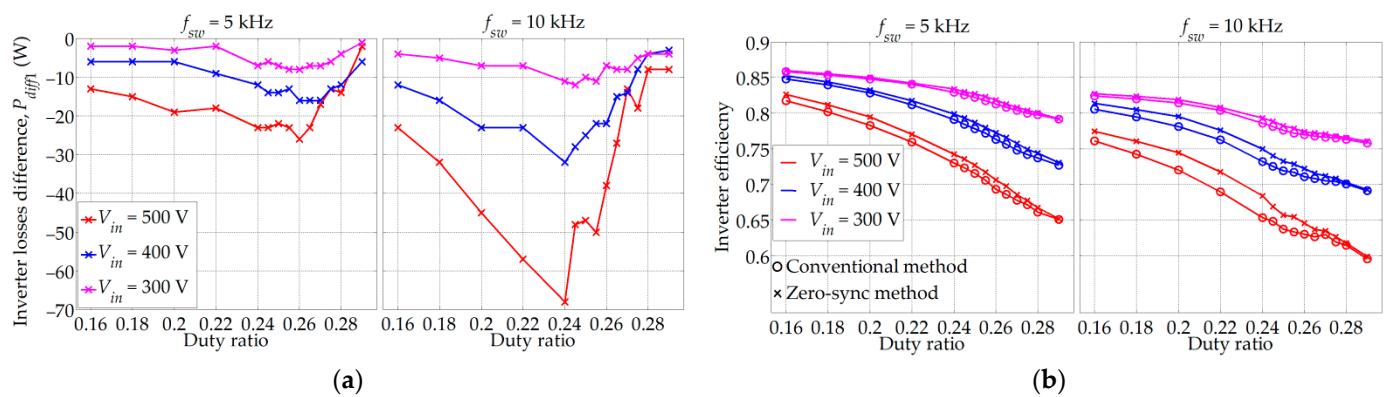 f_sw = 5 kHz
f_sw = 10 kHz
Inverter losses difference, P_diff1 (W)
0
−10
−20
−30
−40
−50
−60
−70
V_in = 500 V
V_in = 400 V
V_in = 300 V
0.16 0.18 0.2 0.22 0.24 0.26 0.28
0.16 0.18 0.2 0.22 0.24 0.26 0.28
Duty ratio
Duty ratio
(a)
f_sw = 5 kHz
f_sw = 10 kHz
Inverter efficiecny
0.9
0.85
0.8
0.75
0.7
0.65
0.6
V_in = 500 V
V_in = 400 V
V_in = 300 V
Conventional method
Zero-sync method
0.16 0.18 0.2 0.22 0.24 0.26 0.28
0.16 0.18 0.2 0.22 0.24 0.26 0.28
Duty ratio
Duty ratio
(b)